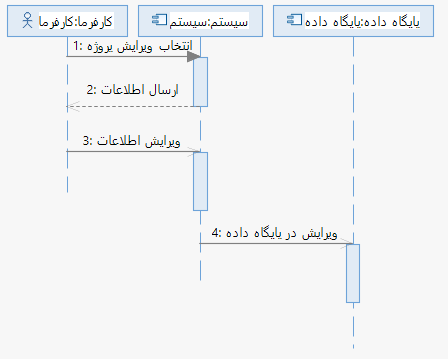 کارفرما:کارفرما
سیستم:سیستم
پایگاه داده:پایگاه داده
1: انتخاب ویرایش پروژه
2: ارسال اطلاعات
3: ویرایش اطلاعات
4: ویرایش در پایگاه داده